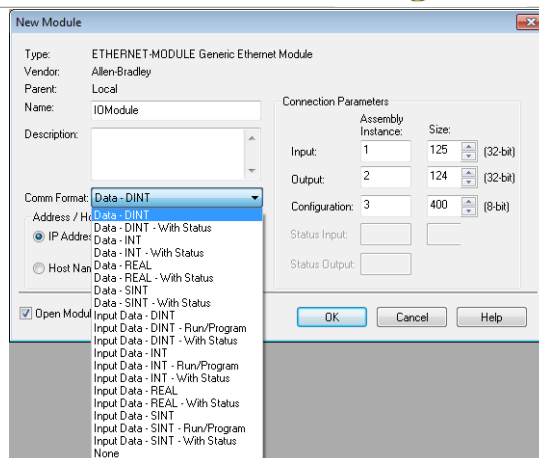 New Module
Type: ETHERNET-MODULE Generic Ethernet Module
Vendor: Allen-Bradley
Parent: Local
Name: IOModule
Description:
Connection Parameters
Assembly Instance: Size:
Input: 1 125 (32-bit)
Output: 2 124 (32-bit)
Configuration: 3 400 (8-bit)
Status Input:
Status Output:
Comm Format: Data - DINT
Address / H
IP Addre
Host Nan
Data - DINT
Data - DINT - With Status
Data - INT
Data - INT - With Status
Data - REAL
Data - REAL - With Status
Data - SINT
Data - SINT - With Status
Input Data - DINT
Input Data - DINT - Run/Program
Input Data - DINT - With Status
Input Data - INT
Input Data - INT - Run/Program
Input Data - INT - With Status
Input Data - REAL
Input Data - REAL - With Status
Input Data - SINT
Input Data - SINT - Run/Program
Input Data - SINT - With Status
None
Open Modul
OK Cancel Help